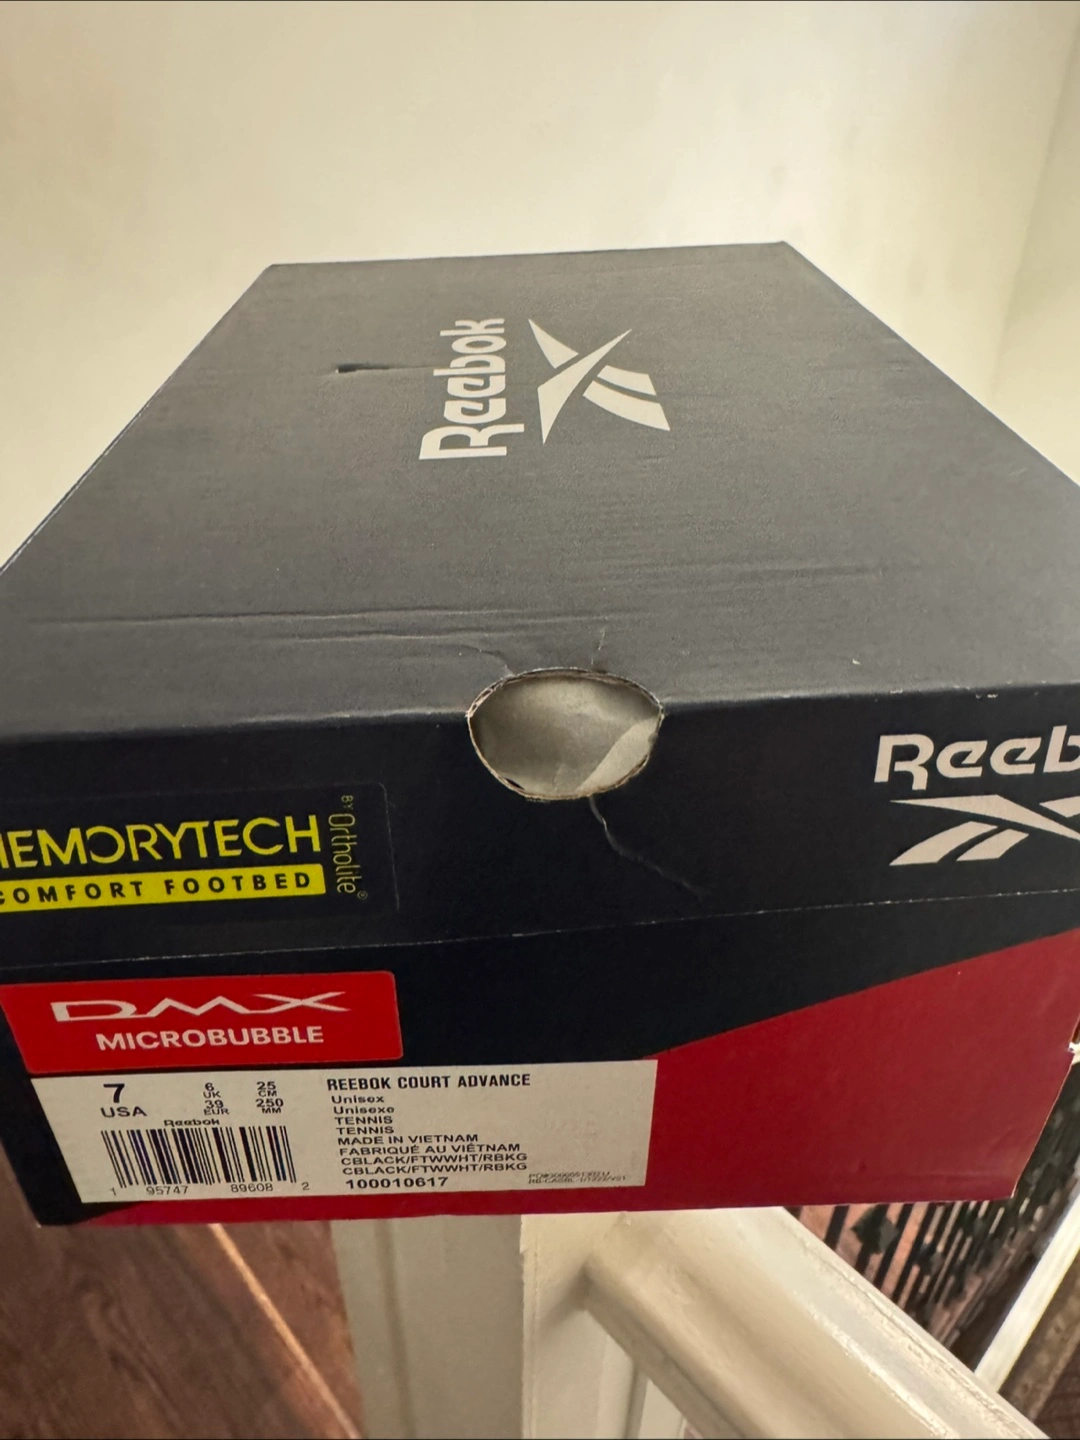 Reebok
Reeb
EMORYTECH
COMFORT FOOTBED
BY Ortholite®
DMX
MICROBUBBLE
7
USA
6
UK
39
EUR
25
CM
250
MM
Reebok
1 95747 89608 2
REEBOK COURT ADVANCE
Unisex
Unisexe
TENNIS
TENNIS
MADE IN VIETNAM
FABRIQUÉ AU VIÊTNAM
CBLACK/FTWWHT/RBKG
CBLACK/FTWWHT/RBKG
100010617